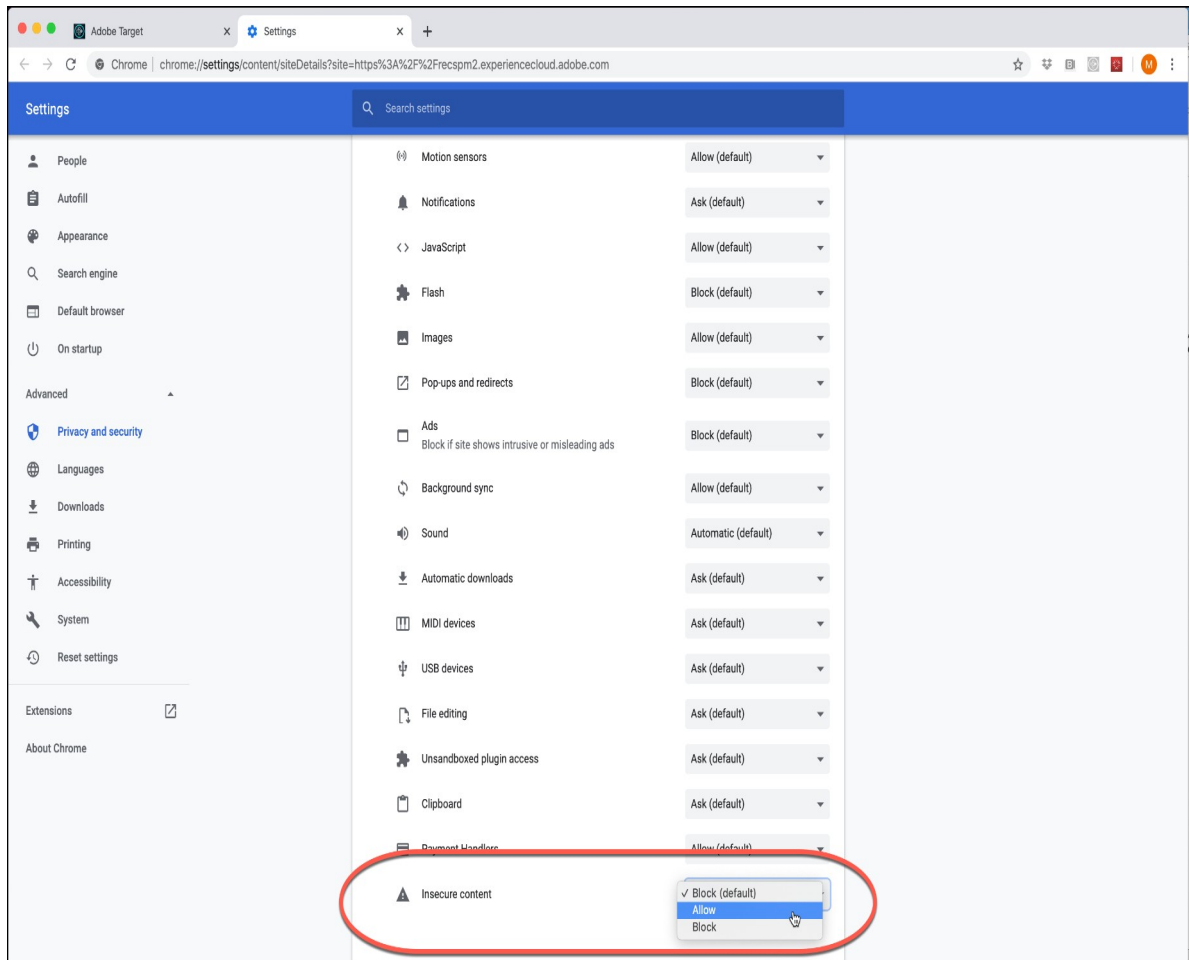 Adobe Target
Settings
Chrome | chrome://settings/content/siteDetails?site=https%3A%2F%2Frecspm2.experiencecloud.adobe.com
M
Settings
Search settings
People
Autofill
Appearance
Search engine
Default browser
On startup
Advanced
Privacy and security
Languages
Downloads
Printing
Accessibility
System
Reset settings
Extensions
About Chrome
Motion sensors Allow (default)
Notifications Ask (default)
JavaScript Allow (default)
Flash Block (default)
Images Allow (default)
Pop-ups and redirects Block (default)
Ads
Block if site shows intrusive or misleading ads
Block (default)
Background sync Allow (default)
Sound Automatic (default)
Automatic downloads Ask (default)
MIDI devices Ask (default)
USB devices Ask (default)
File editing Ask (default)
Unsandboxed plugin access Ask (default)
Clipboard Ask (default)
Payment Handlers Allow (default)
Insecure content ✓ Block (default)
Allow
Block